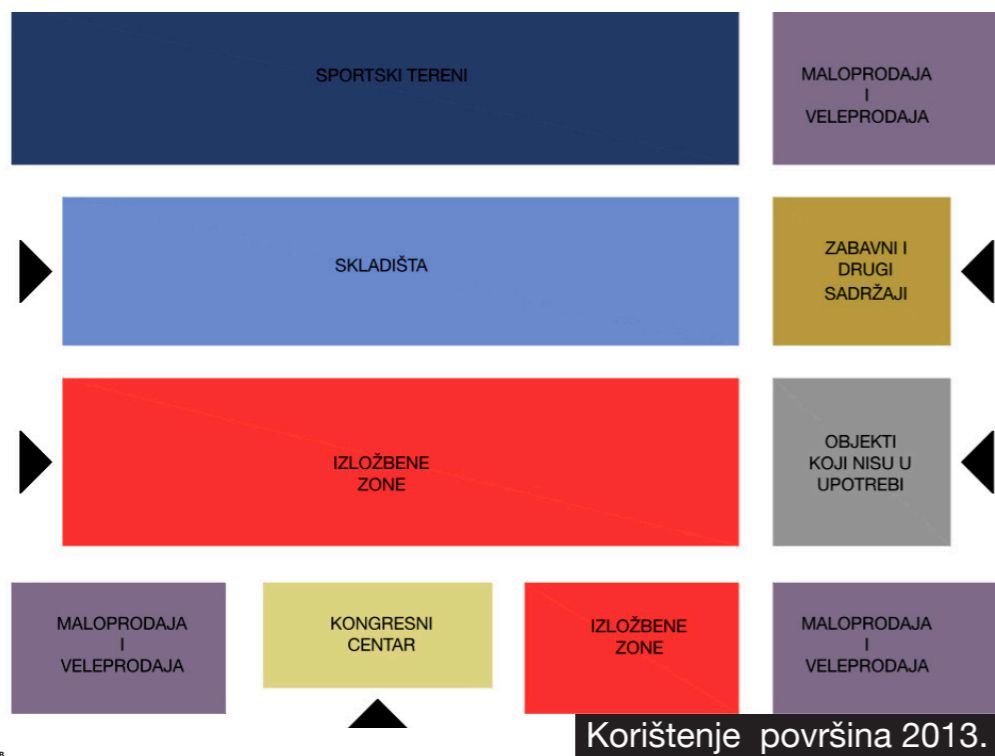 SPORTSKI TERENI
MALOPRODAJA
I
VELEPRODAJA
SKLADIŠTA
ZABAVNI I
DRUGI
SADRŽAJI
IZLOŽBENE
ZONE
OBJEKTI
KOJI NISU U
UPOTREBI
MALOPRODAJA
I
VELEPRODAJA
KONGRESNI
CENTAR
IZLOŽBENE
ZONE
MALOPRODAJA
I
VELEPRODAJA
Korištenje površina 2013.